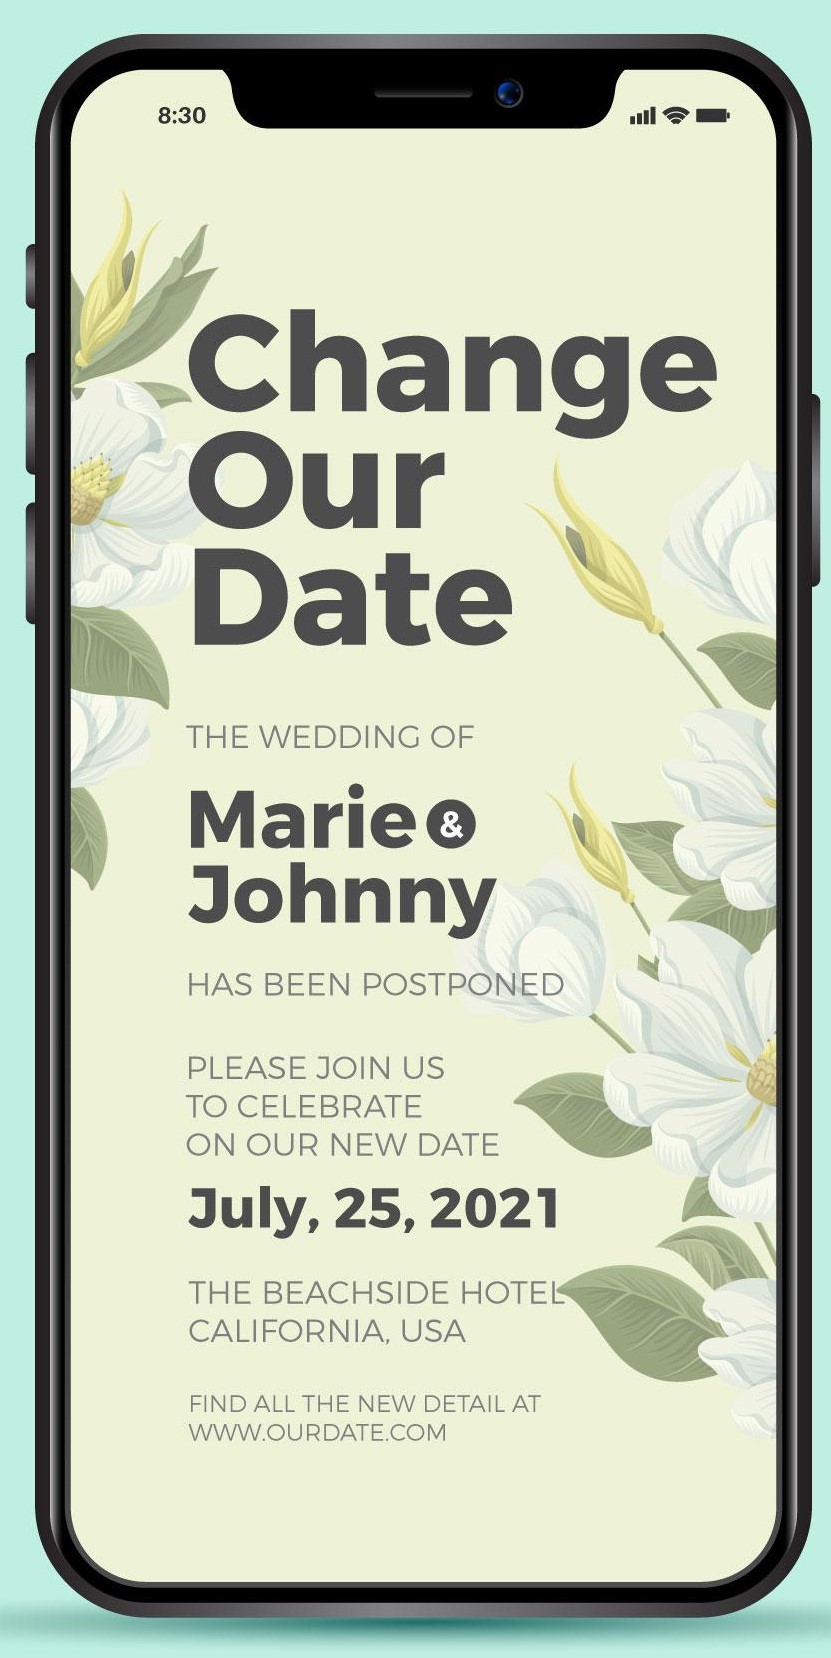 8:30
Change
Our
Date
THE WEDDING OF
Marie &
Johnny
HAS BEEN POSTPONED
PLEASE JOIN US
TO CELEBRATE
ON OUR NEW DATE
July, 25, 2021
THE BEACHSIDE HOTEL
CALIFORNIA, USA
FIND ALL THE NEW DETAIL AT
WWW.OURDATE.COM